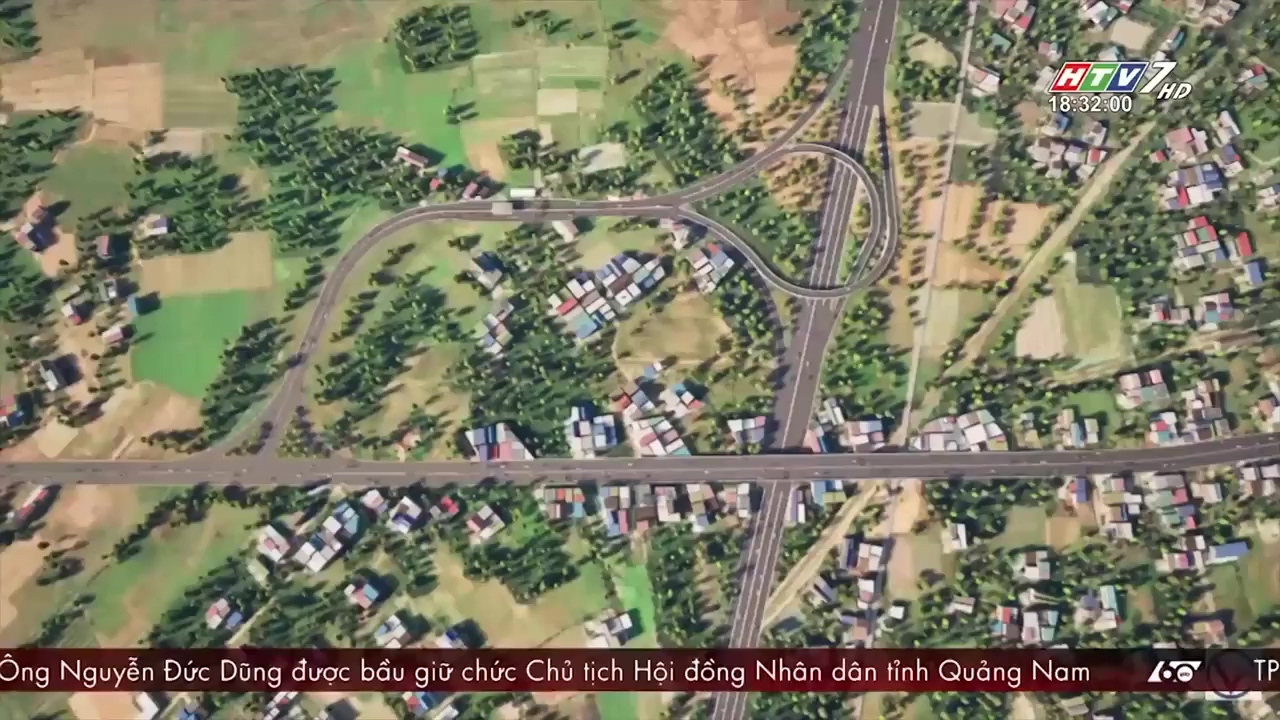 HTV7 HD
18:32:00
Ông Nguyễn Đức Dũng được bầu giữ chức Chủ tịch Hội đồng Nhân dân tỉnh Quảng Nam 60 TP